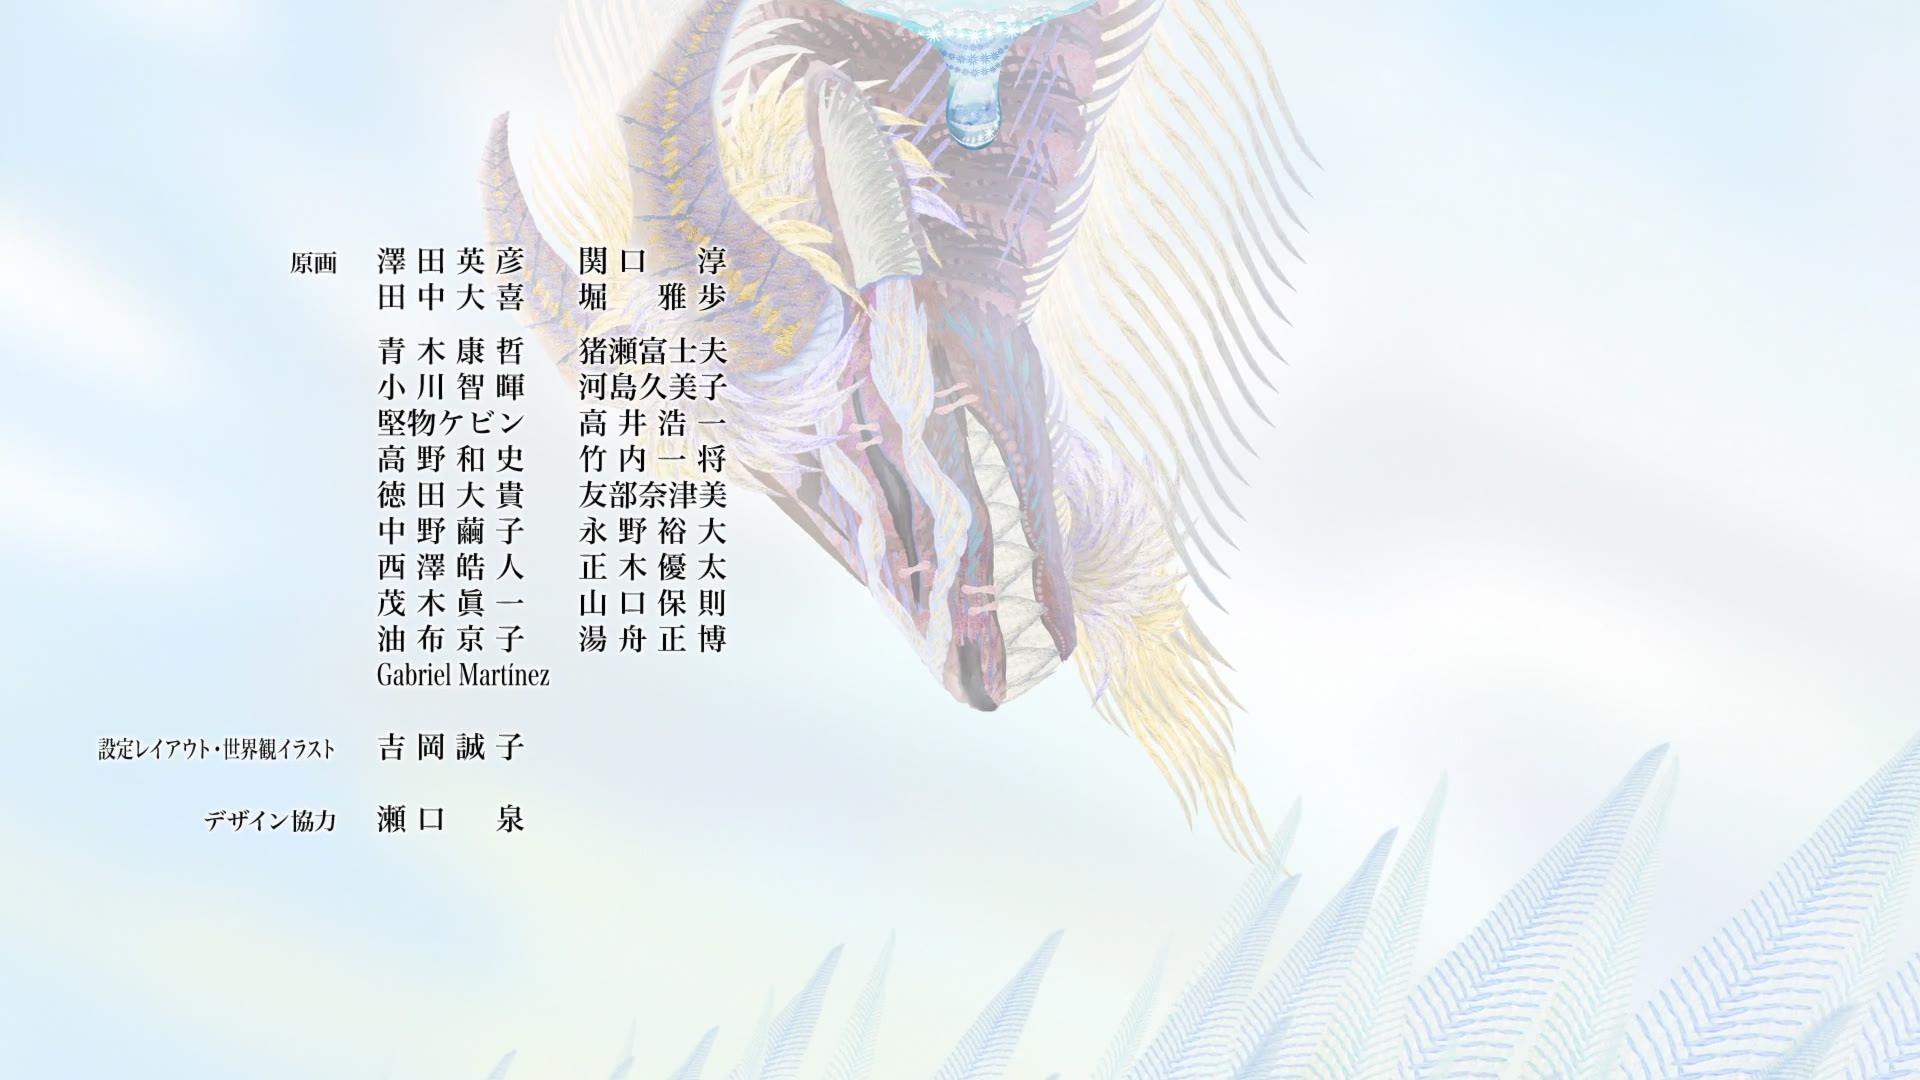 原画 澤田英彦 関口淳
田中大喜 堀雅歩
青木康哲 猪瀬富士夫
小川智暉 河島久美子
堅物ケビン 高井浩一
高野和史 竹内一将
徳田大貴 友部奈津美
中野繭子 永野裕大
西澤皓人 正木優太
茂木眞一 山口保則
油布京子 湯舟正博
Gabriel Martínez
設定レイアウト・世界観イラスト 吉岡誠子
デザイン協力 瀬口泉